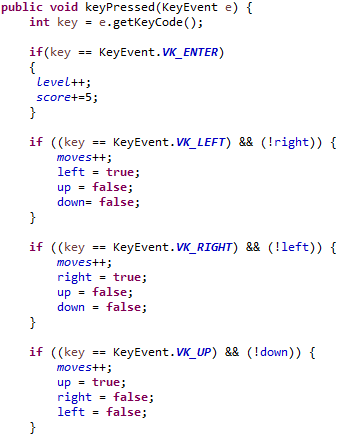 public void keyPressed(KeyEvent e) {
int key = e.getKeyCode();
if(key == KeyEvent.VK_ENTER)
{
level++;
score+=5;
}
if ((key == KeyEvent.VK_LEFT) && (!right)) {
moves++;
left = true;
up = false;
down= false;
}
if ((key == KeyEvent.VK_RIGHT) && (!left)) {
moves++;
right = true;
up = false;
down = false;
}
if ((key == KeyEvent.VK_UP) && (!down)) {
moves++;
up = true;
right = false;
left = false;
}